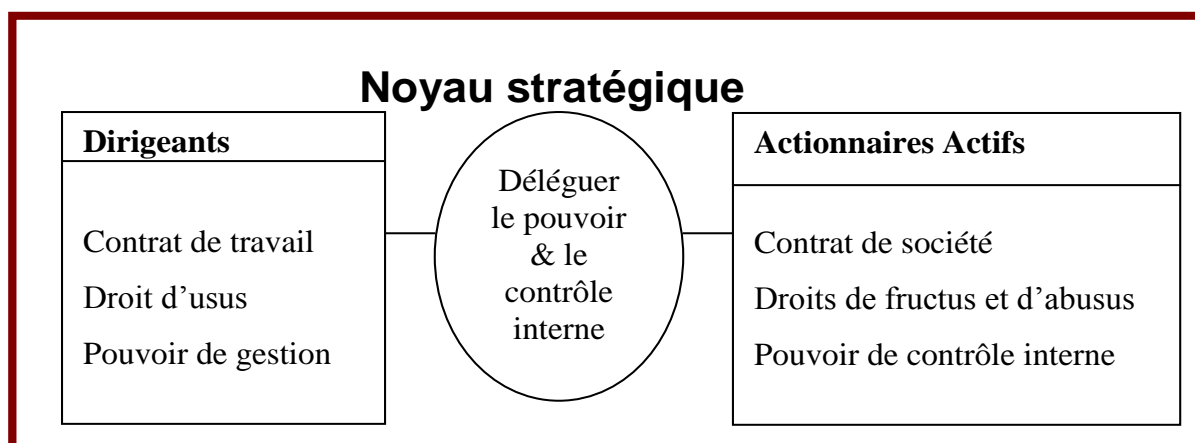 Noyau stratégique
Dirigeants
Contrat de travail
Droit d'usus
Pouvoir de gestion
Déléguer
le pouvoir
& le
contrôle
interne
Actionnaires Actifs
Contrat de société
Droits de fructus et d'abusus
Pouvoir de contrôle interne